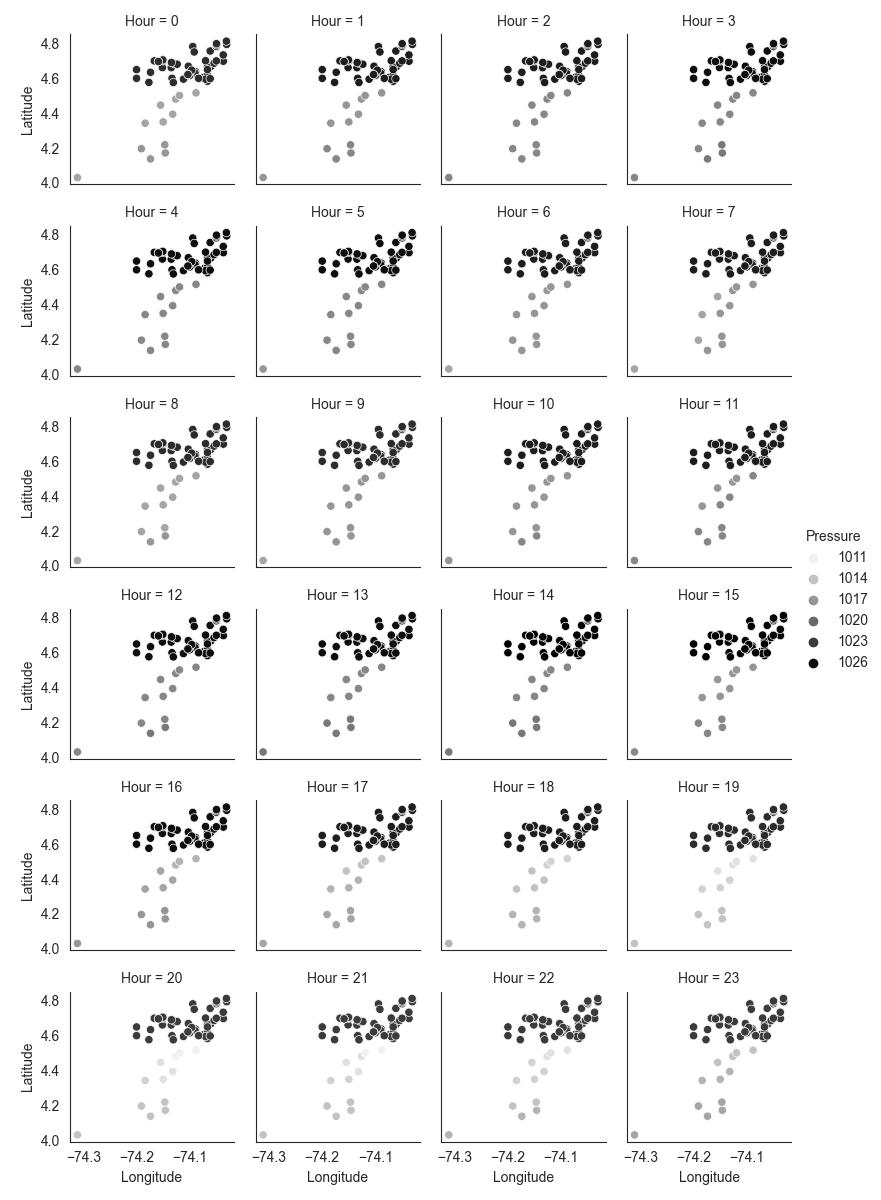 Hour = 0
Hour = 1
Hour = 2
Hour = 3
4.8
4.6
4.4
4.2
4.0
Latitude
Hour = 4
Hour = 5
Hour = 6
Hour = 7
4.8
4.6
4.4
4.2
4.0
Latitude
Hour = 8
Hour = 9
Hour = 10
Hour = 11
4.8
4.6
4.4
4.2
4.0
Latitude
Pressure
1011
1014
1017
1020
1023
1026
Hour = 12
Hour = 13
Hour = 14
Hour = 15
4.8
4.6
4.4
4.2
4.0
Latitude
Hour = 16
Hour = 17
Hour = 18
Hour = 19
4.8
4.6
4.4
4.2
4.0
Latitude
Hour = 20
Hour = 21
Hour = 22
Hour = 23
4.8
4.6
4.4
4.2
4.0
Latitude
−74.3 −74.2 −74.1
−74.3 −74.2 −74.1
−74.3 −74.2 −74.1
−74.3 −74.2 −74.1
Longitude
Longitude
Longitude
Longitude